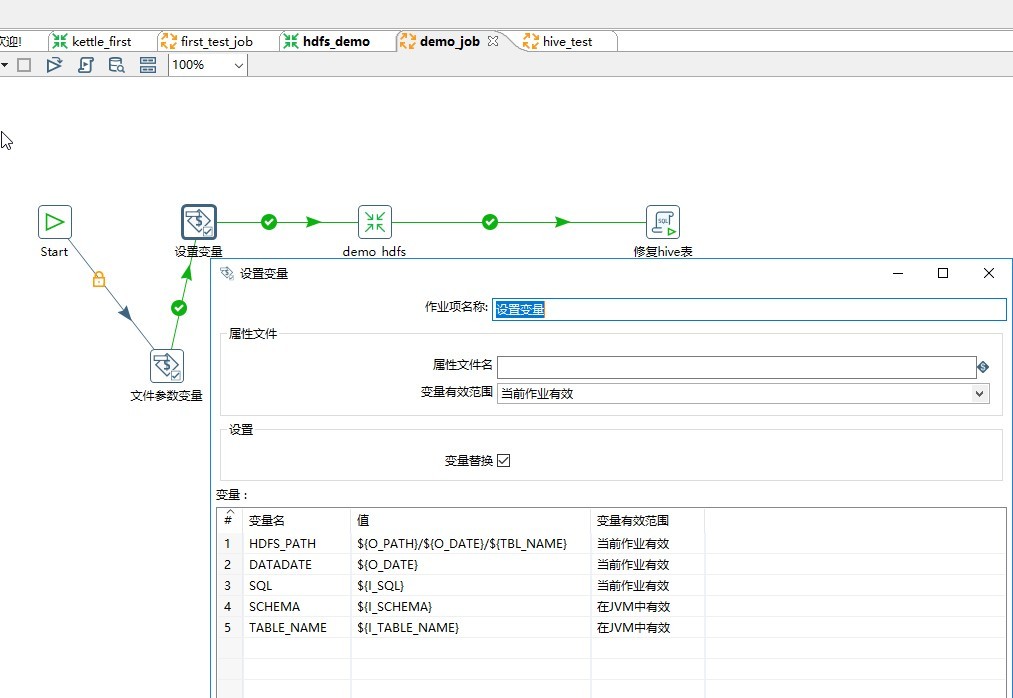 欢迎!
kettle_first
first_test_job
hdfs_demo
demo_job
hive_test
100%
Start
设置变量
demo hdfs
修复hive表
文件参数变量
设置变量
作业项名称: 设置变量
属性文件
属性文件名
变量有效范围 当前作业有效
设置
变量替换
变量 :
# 变量名 值 变量有效范围
1 HDFS_PATH ${O_PATH}/${O_DATE}/${TBL_NAME} 当前作业有效
2 DATADATE ${O_DATE} 当前作业有效
3 SQL ${I_SQL} 当前作业有效
4 SCHEMA ${I_SCHEMA} 在JVM中有效
5 TABLE_NAME ${I_TABLE_NAME} 在JVM中有效